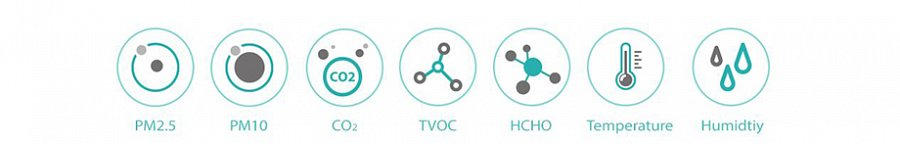 CO2
PM2.5 PM10 CO₂ TVOC HCHO Temperature Humidtiy